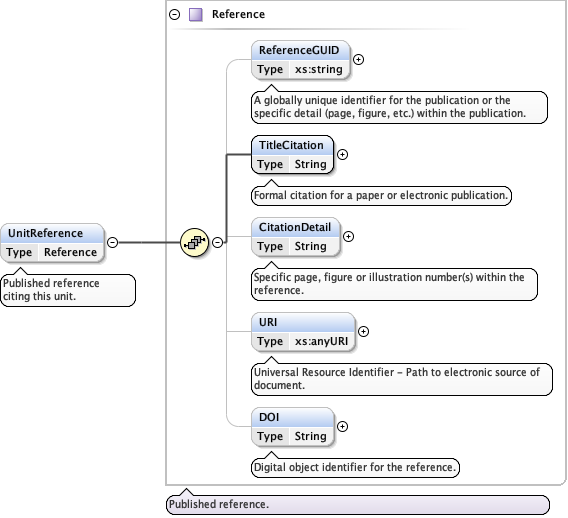 Reference
ReferenceGUID
Type xs:string
A globally unique identifier for the publication or the
specific detail (page, figure, etc.) within the publication.
TitleCitation
Type String
Formal citation for a paper or electronic publication.
UnitReference
Type Reference
Published reference
citing this unit.
CitationDetail
Type String
Specific page, figure or illustration number(s) within the
reference.
URI
Type xs:anyURI
Universal Resource Identifier - Path to electronic source of
document.
DOI
Type String
Digital object identifier for the reference.
Published reference.